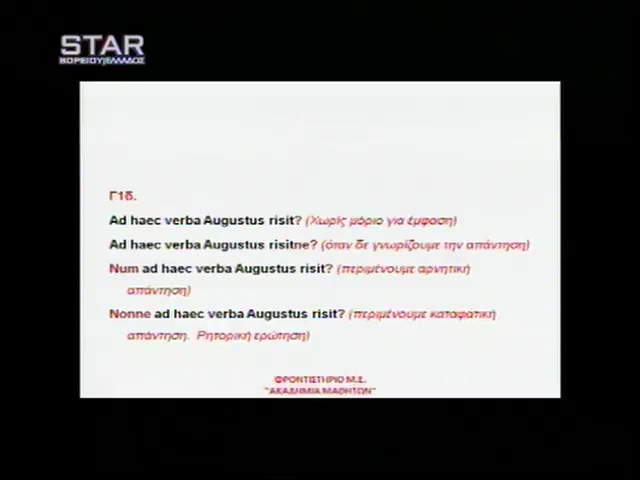 STAR
ΒΟΡΕΙΟΥ ΕΛΛΑΔΟΣ
Γ1δ.
Ad haec verba Augustus risit? (Χωρίς μόριο για έμφαση)
Ad haec verba Augustus risitne? (όταν δε γνωρίζουμε την απάντηση)
Num ad haec verba Augustus risit? (περιμένουμε αρνητική
απάντηση)
Nonne ad haec verba Augustus risit? (περιμένουμε καταφατική
απάντηση. Ρητορική ερώτηση)
ΦΡΟΝΤΙΣΤΗΡΙΟ Μ.Ε.
"ΑΚΑΔΗΜΙΑ ΜΑΘΗΤΩΝ"